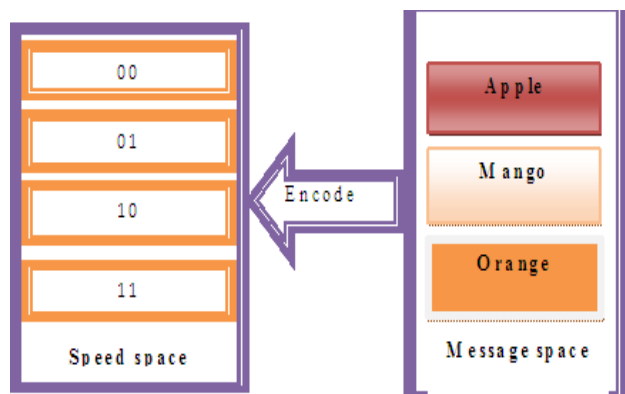 00
01
10
11
Speed space
Encode
Apple
Mango
Orange
Message space